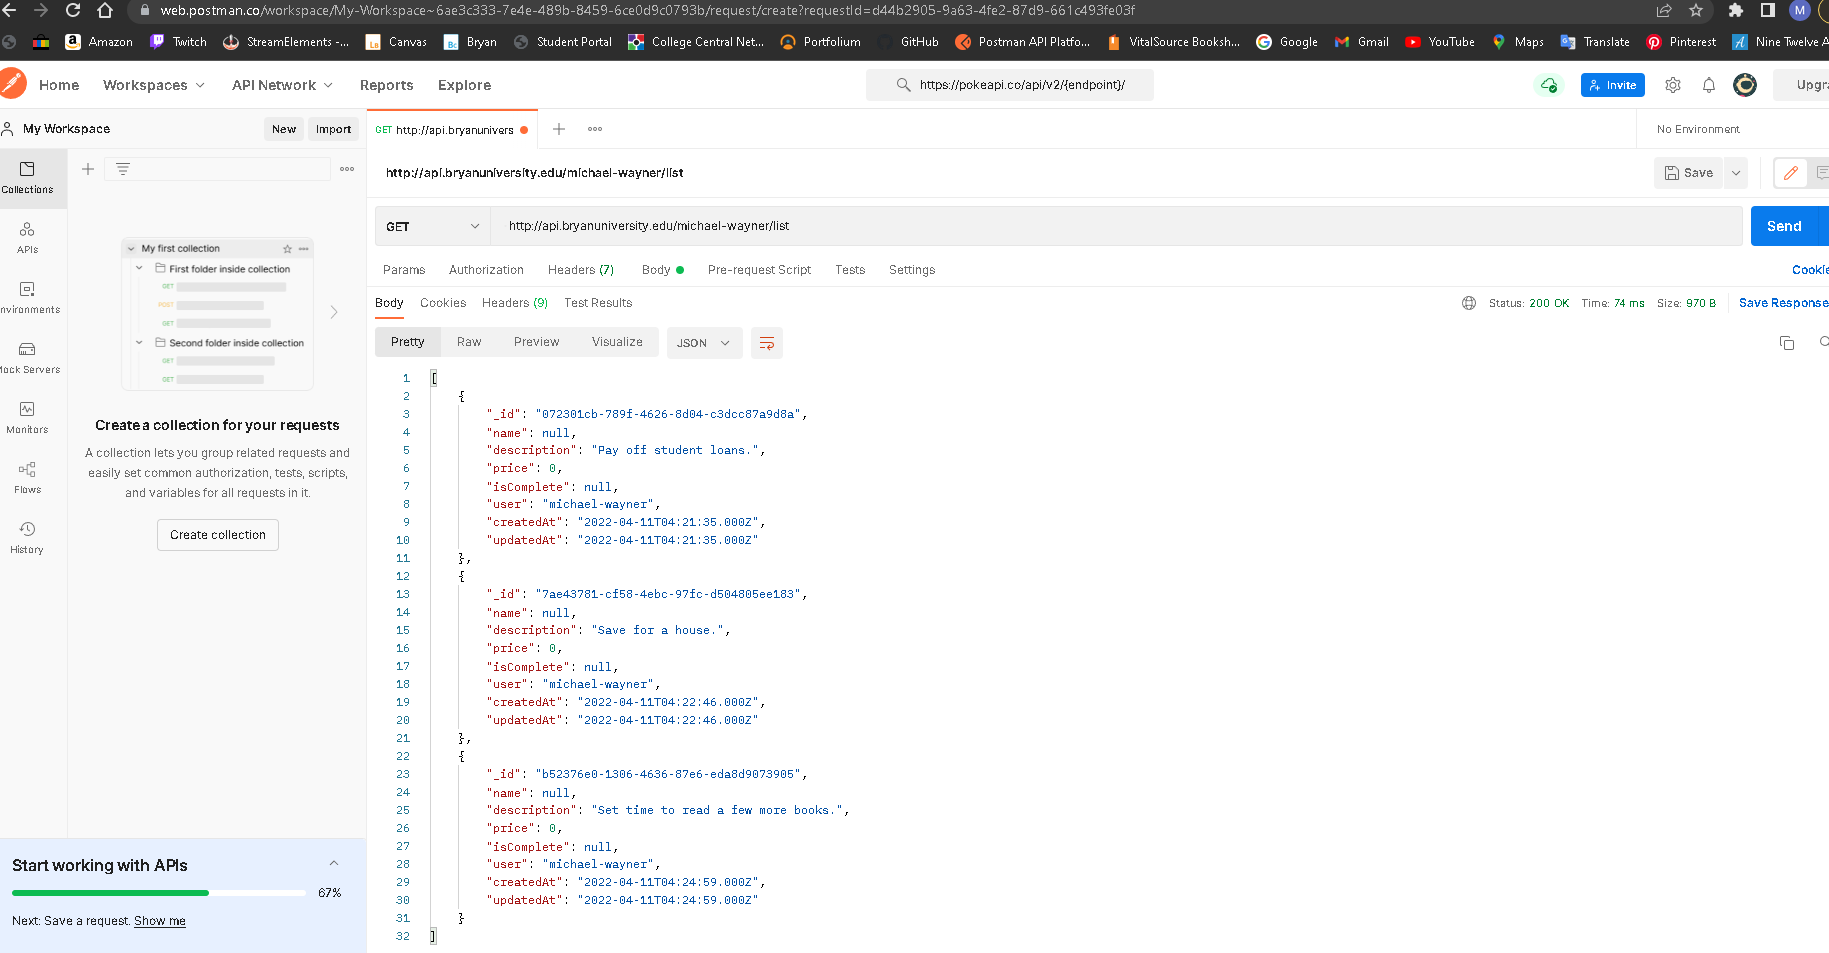 web.postman.co/workspace/My-Workspace~6ae3c333-7e4e-489b-8459-6ce0d9c0793b/request/create?requestId=d44b2905-9a63-4fe2-87d9-661c493fe03f
M
Amazon Twitch StreamElements -... Canvas Bryan Student Portal College Central Net... Portfolium GitHub Postman API Platfo... VitalSource Booksh... Google Gmail YouTube Maps Translate Pinterest Nine Twelve A
Home Workspaces API Network Reports Explore
https://pokeapi.co/api/v2/{endpoint}/
Invite
Upgra
My Workspace
New Import
GET http://api.bryanunivers
No Environment
Collections
APIs
nvironments
Mock Servers
Monitors
Flows
History
My first collection
First folder inside collection
GET
POST
GET
Second folder inside collection
GET
GET
Create a collection for your requests
A collection lets you group related requests and
easily set common authorization, tests, scripts,
and variables for all requests in it.
Create collection
Start working with APIs
67%
Next: Save a request. Show me
http://api.bryanuniversity.edu/michael-wayner/list
Save
GET http://api.bryanuniversity.edu/michael-wayner/list
Send
Params Authorization Headers (7) Body Pre-request Script Tests Settings
Cookie
Body Cookies Headers (9) Test Results
Status: 200 OK Time: 74 ms Size: 970 B Save Response
Pretty Raw Preview Visualize JSON
1 [
2 {
3 "_id": "072301cb-789f-4626-8d04-c3dcc87a9d8a",
4 "name": null,
5 "description": "Pay off student loans.",
6 "price": 0,
7 "isComplete": null,
8 "user": "michael-wayner",
9 "createdAt": "2022-04-11T04:21:35.000Z",
10 "updatedAt": "2022-04-11T04:21:35.000Z"
11 },
12 {
13 "_id": "7ae43781-cf58-4ebc-97fc-d504805ee183",
14 "name": null,
15 "description": "Save for a house.",
16 "price": 0,
17 "isComplete": null,
18 "user": "michael-wayner",
19 "createdAt": "2022-04-11T04:22:46.000Z",
20 "updatedAt": "2022-04-11T04:22:46.000Z"
21 },
22 {
23 "_id": "b52376e0-1306-4636-87e6-eda8d9073905",
24 "name": null,
25 "description": "Set time to read a few more books.",
26 "price": 0,
27 "isComplete": null,
28 "user": "michael-wayner",
29 "createdAt": "2022-04-11T04:24:59.000Z",
30 "updatedAt": "2022-04-11T04:24:59.000Z"
31 }
32 ]